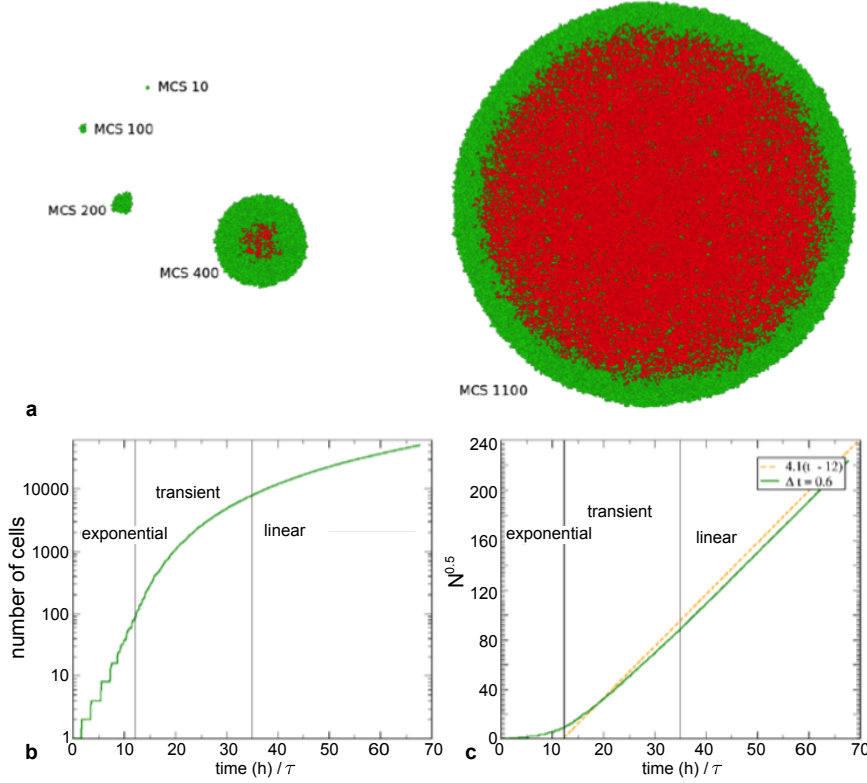 MCS 10
MCS 100
MCS 200
MCS 400
MCS 1100
a
number of cells
10000
1000
100
10
1
exponential
transient
linear
0 10 20 30 40 50 60 70
time (h) / τ
b
N^0.5
240
200
160
120
80
40
0
exponential
transient
linear
4.1(t - 12)
Δ t = 0.6
0 10 20 30 40 50 60 70
time (h) / τ
c